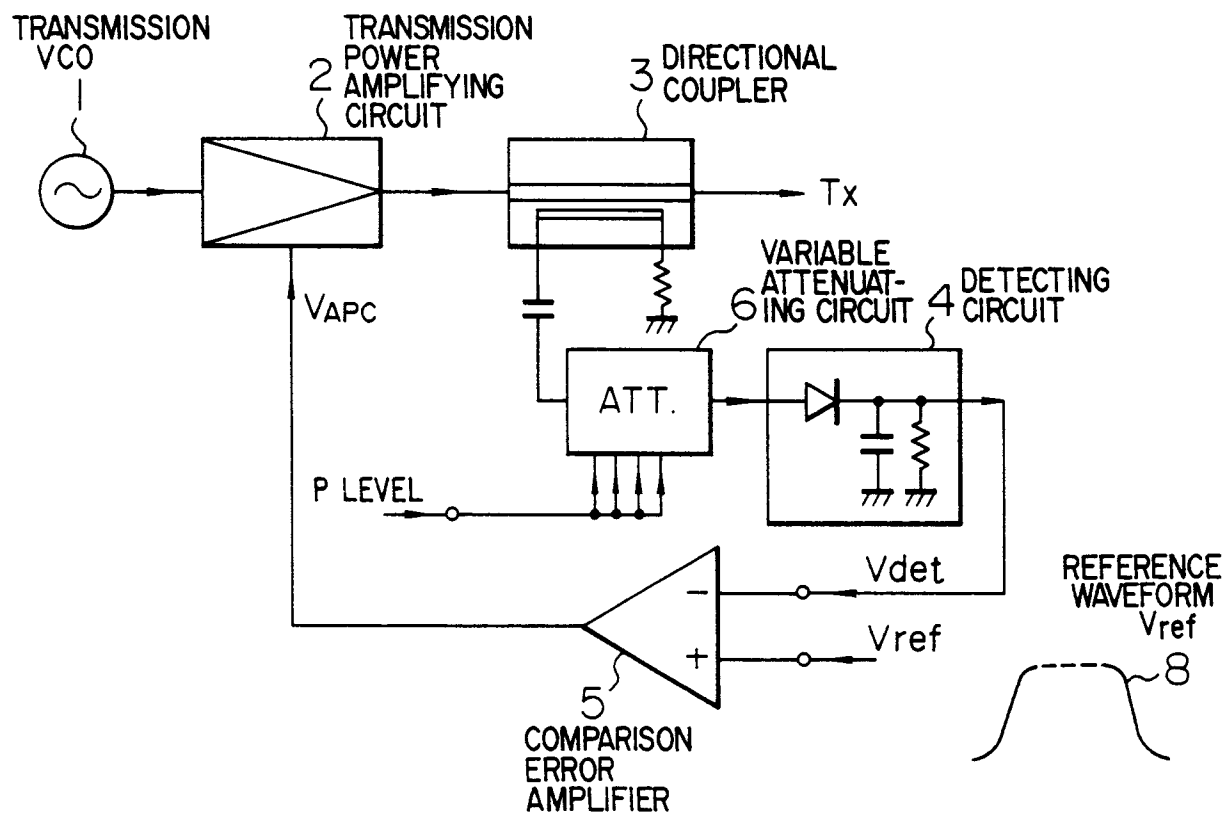 TRANSMISSION
VCO
1
2
TRANSMISSION
POWER
AMPLIFYING
CIRCUIT
3
DIRECTIONAL
COUPLER
Tx
VAPC
6
VARIABLE
ATTENUAT-
ING CIRCUIT
4
DETECTING
CIRCUIT
ATT.
P LEVEL
Vdet
-
Vref
+
5
COMPARISON
ERROR
AMPLIFIER
REFERENCE
WAVEFORM
Vref
8